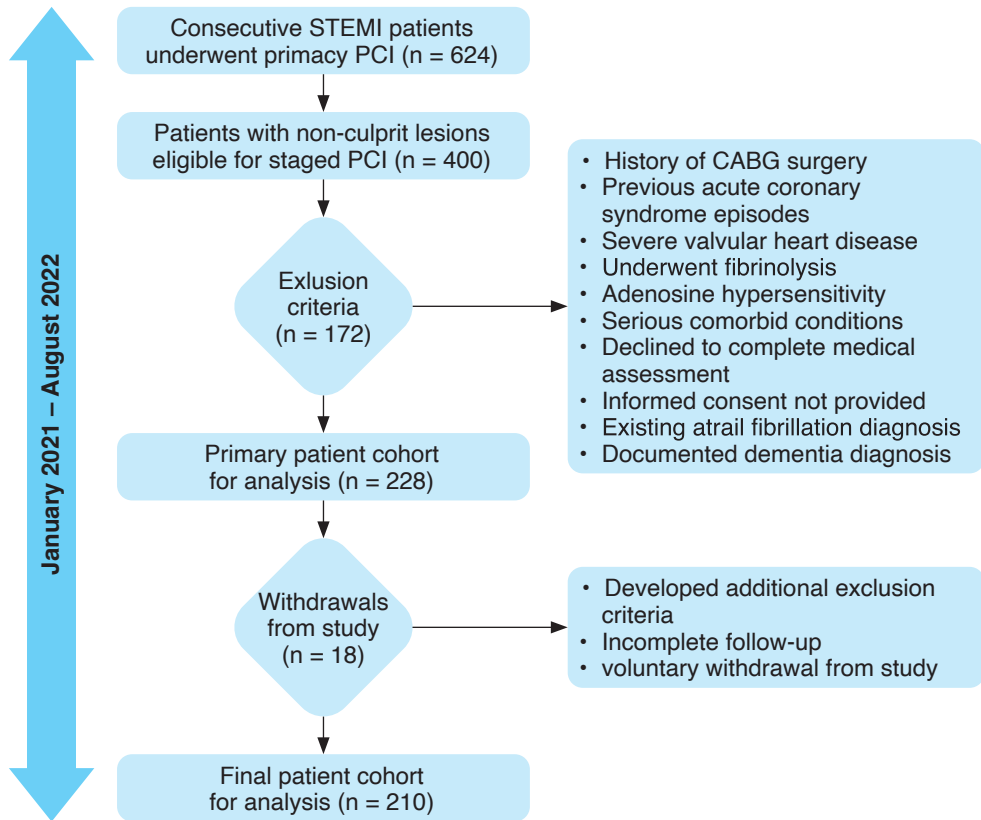 Consecutive STEMI patients
underwent primacy PCI (n = 624)
Patients with non-culprit lesions
eligible for staged PCI (n = 400)
Exlusion
criteria
(n = 172)
• History of CABG surgery
• Previous acute coronary
syndrome episodes
• Severe valvular heart disease
• Underwent fibrinolysis
• Adenosine hypersensitivity
• Serious comorbid conditions
• Declined to complete medical
assessment
• Informed consent not provided
• Existing atrail fibrillation diagnosis
• Documented dementia diagnosis
Primary patient cohort
for analysis (n = 228)
Withdrawals
from study
(n = 18)
• Developed additional exclusion
criteria
• Incomplete follow-up
• voluntary withdrawal from study
Final patient cohort
for analysis (n = 210)
January 2021 – August 2022